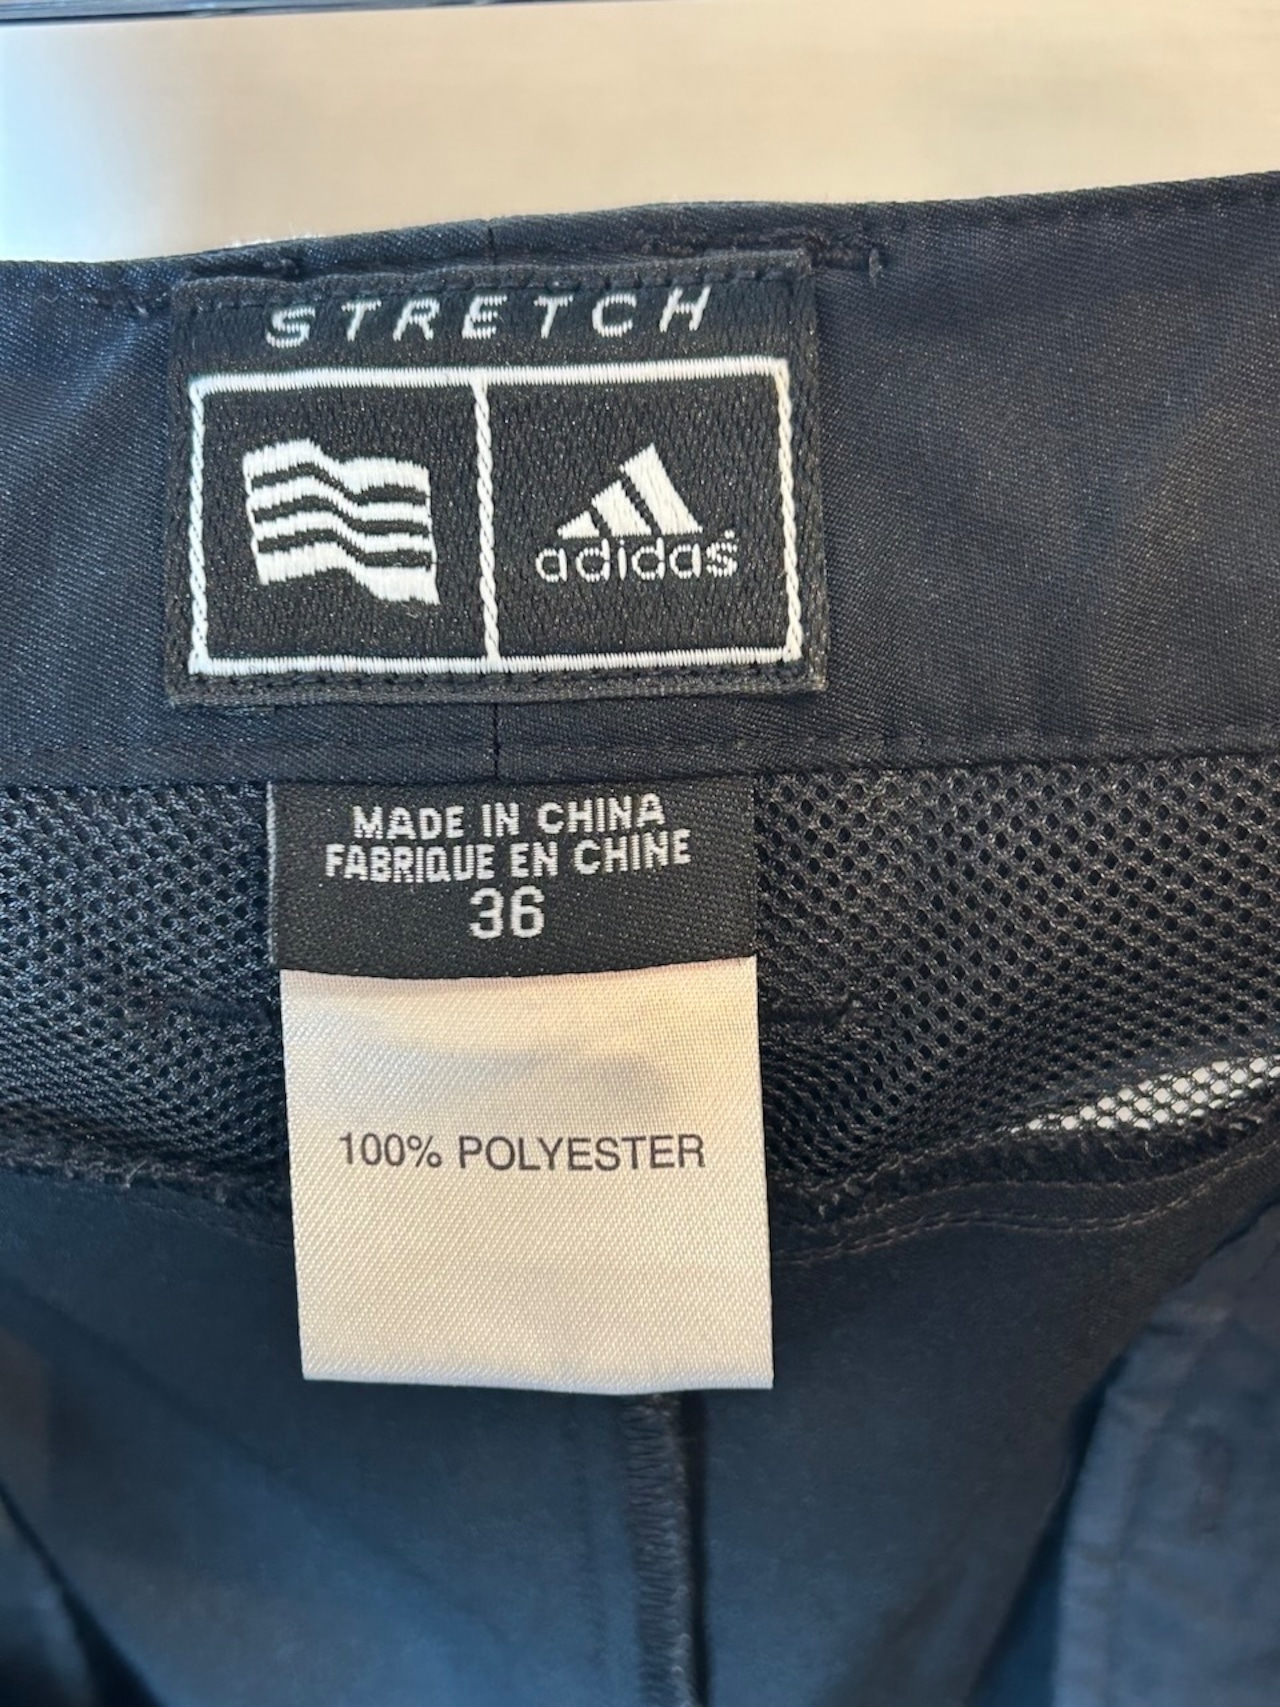 STRETCH
adidas
MADE IN CHINA
FABRIQUE EN CHINE
36
100% POLYESTER